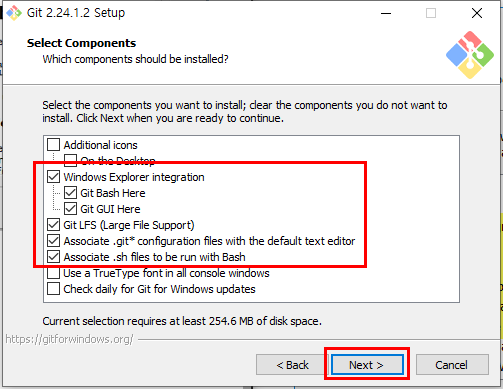 Git 2.24.1.2 Setup
Select Components
Which components should be installed?
Select the components you want to install; clear the components you do not want to
install. Click Next when you are ready to continue.
Additional icons
On the Desktop
Windows Explorer integration
Git Bash Here
Git GUI Here
Git LFS (Large File Support)
Associate .git* configuration files with the default text editor
Associate .sh files to be run with Bash
Use a TrueType font in all console windows
Check daily for Git for Windows updates
Current selection requires at least 254.6 MB of disk space.
https://gitforwindows.org/
< Back
Next >
Cancel